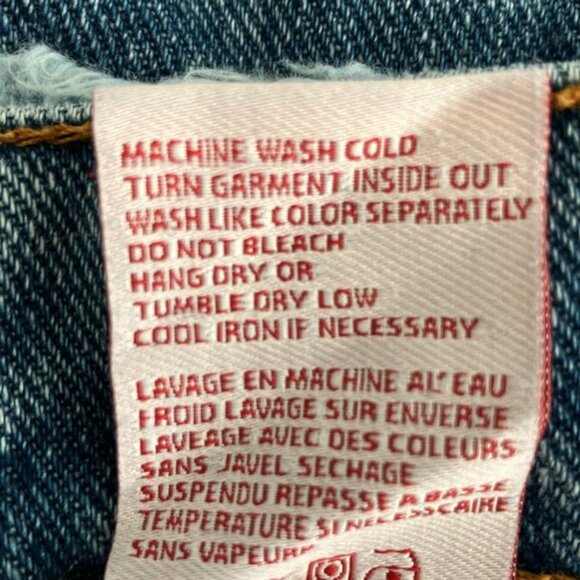 MACHINE WASH COLD
TURN GARMENT INSIDE OUT
WASH LIKE COLOR SEPARATELY
DO NOT BLEACH
HANG DRY OR
TUMBLE DRY LOW
COOL IRON IF NECESSARY
LAVAGE EN MACHINE AL'EAU
FROID LAVAGE SUR ENVERSE
LAVEAGE AVEC DES COLEURS
SANS JAVEL SECHAGE
SUSPENDU REPASSE A BASSE
TEMPERATURE SI NECESSCAIRE
SANS VAPEUR